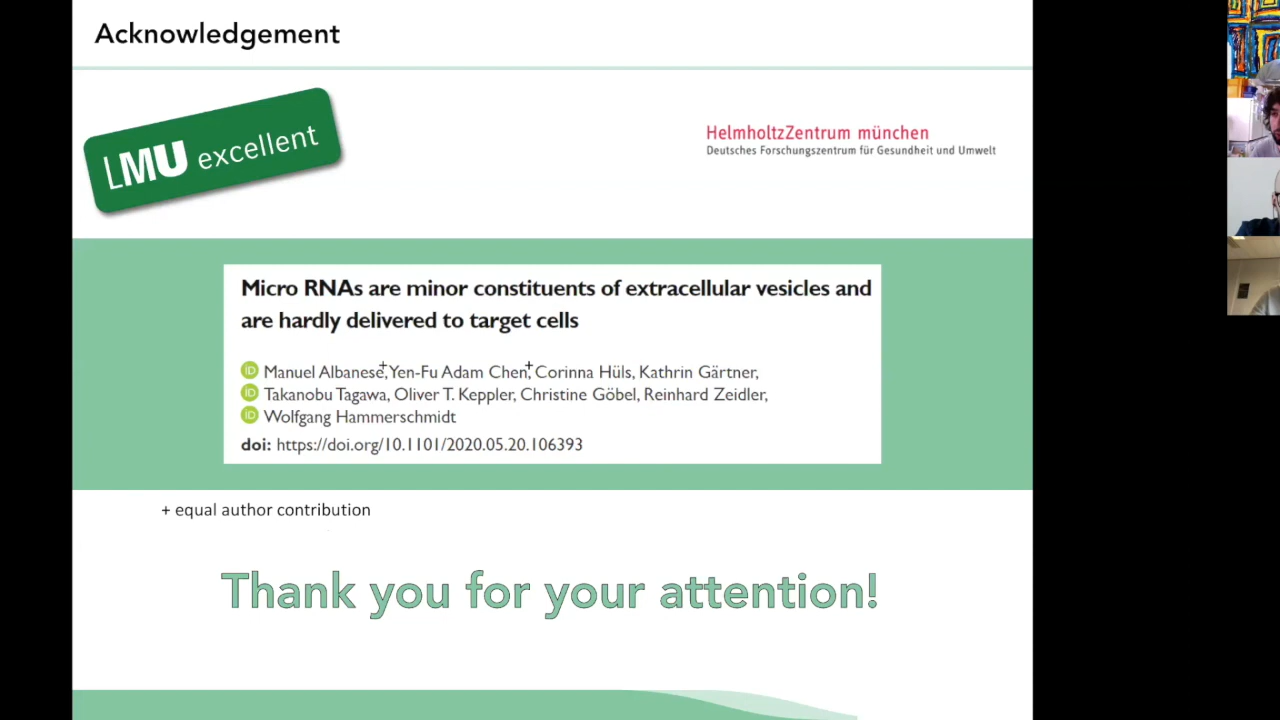 Acknowledgement
LMU excellent
HelmholtzZentrum münchen
Deutsches Forschungszentrum für Gesundheit und Umwelt
Micro RNAs are minor constituents of extracellular vesicles and
are hardly delivered to target cells
iD Manuel Albanese,+ Yen-Fu Adam Chen,+ Corinna Hüls, Kathrin Gärtner,
iD Takanobu Tagawa, Oliver T. Keppler, Christine Göbel, Reinhard Zeidler,
iD Wolfgang Hammerschmidt
doi: https://doi.org/10.1101/2020.05.20.106393
+ equal author contribution
Thank you for your attention!